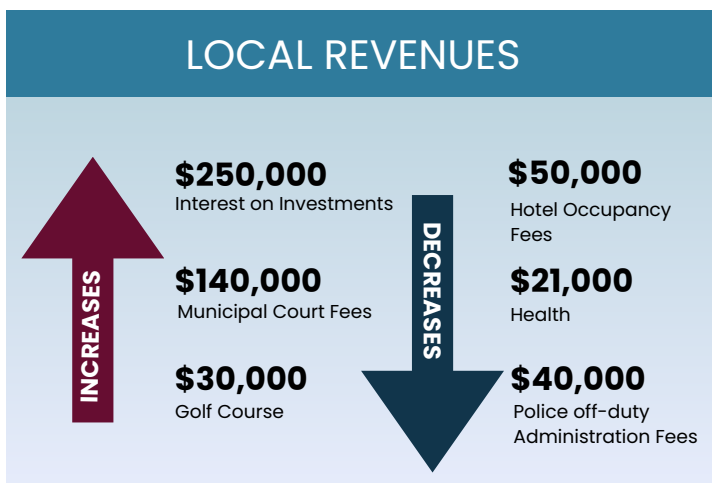 LOCAL REVENUES
INCREASES
$250,000
Interest on Investments
$140,000
Municipal Court Fees
$30,000
Golf Course
DECREASES
$50,000
Hotel Occupancy
Fees
$21,000
Health
$40,000
Police off-duty
Administration Fees